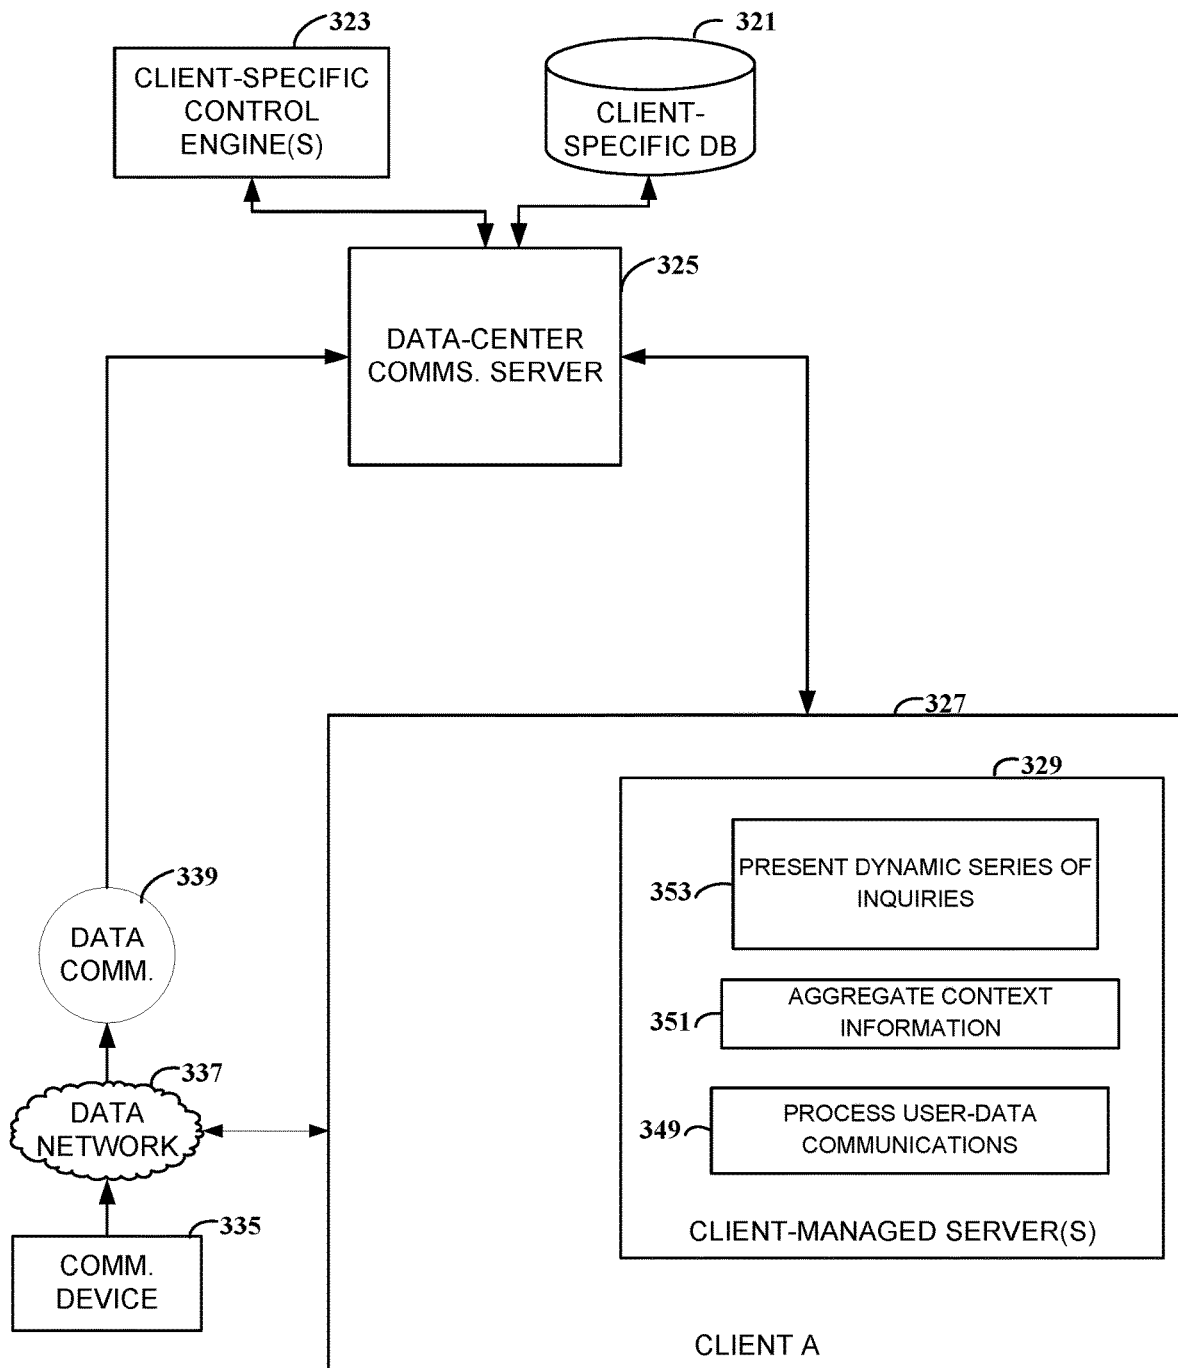 323
CLIENT-SPECIFIC
CONTROL
ENGINE(S)
321
CLIENT-
SPECIFIC DB
325
DATA-CENTER
COMMS. SERVER
327
329
PRESENT DYNAMIC SERIES OF
INQUIRIES
353
AGGREGATE CONTEXT
INFORMATION
351
PROCESS USER-DATA
COMMUNICATIONS
349
CLIENT-MANAGED SERVER(S)
CLIENT A
339
DATA
COMM.
337
DATA
NETWORK
335
COMM.
DEVICE